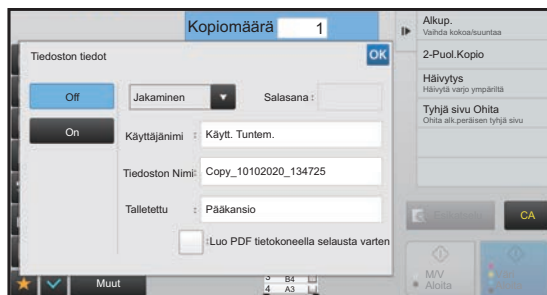 Kopiomäärä 1
Tiedoston tiedot
OK
Off
On
Jakaminen
Salasana :
Käyttäjänimi : Käytt. Tuntem.
Tiedoston Nimi: Copy_10102020_134725
Talletettu : Pääkansio
:Luo PDF tietokoneella selausta varten
Muut
3 B4
4 A3
Alkup.
Vaihda kokoa/suuntaa
2-Puol.Kopio
Häivytys
Häivytä varjo ympäriltä
Tyhjä sivu Ohita
Ohita alk.peräisen tyhjä sivu
CA
M/V
Aloita